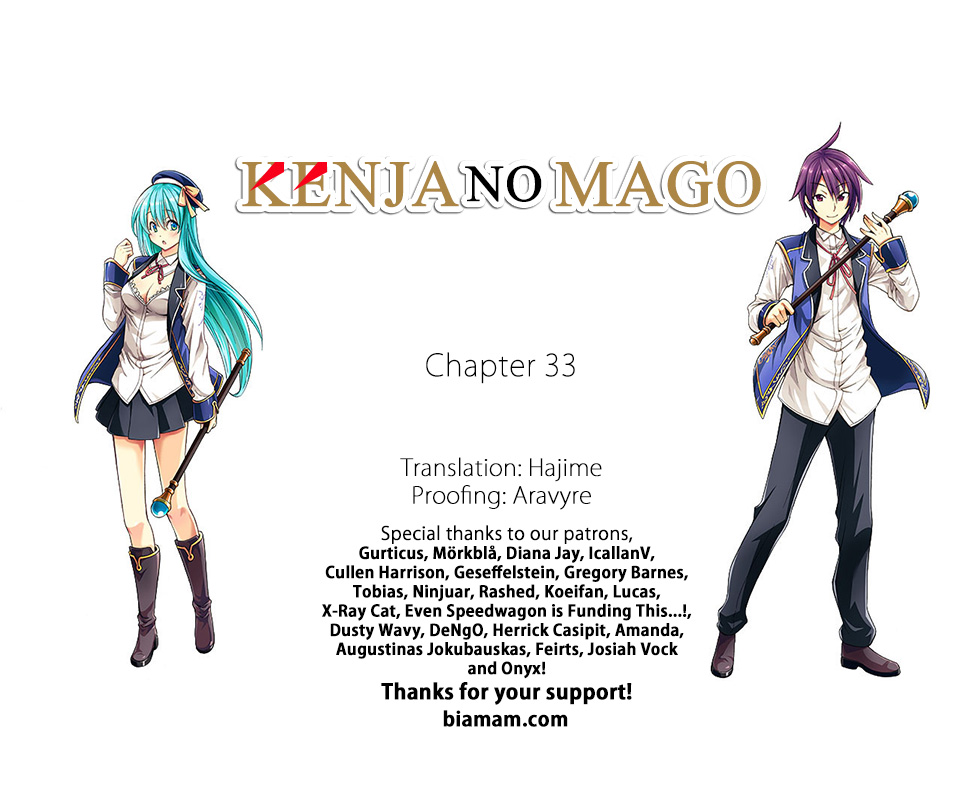 KENJA NO MAGO
Chapter 33
Translation: Hajime
Proofing: Aravyre
Special thanks to our patrons,
Gurticus, Mörkblå, Diana Jay, IcallanV,
Cullen Harrison, Geseffelstein, Gregory Barnes,
Tobias, Ninjuar, Rashed, Koeifan, Lucas,
X-Ray Cat, Even Speedwagon is Funding This...!,
Dusty Wavy, DeNgO, Herrick Casipit, Amanda,
Augustinas Jokubauskas, Feirts, Josiah Vock
and Onyx!
Thanks for your support!
biamam.com